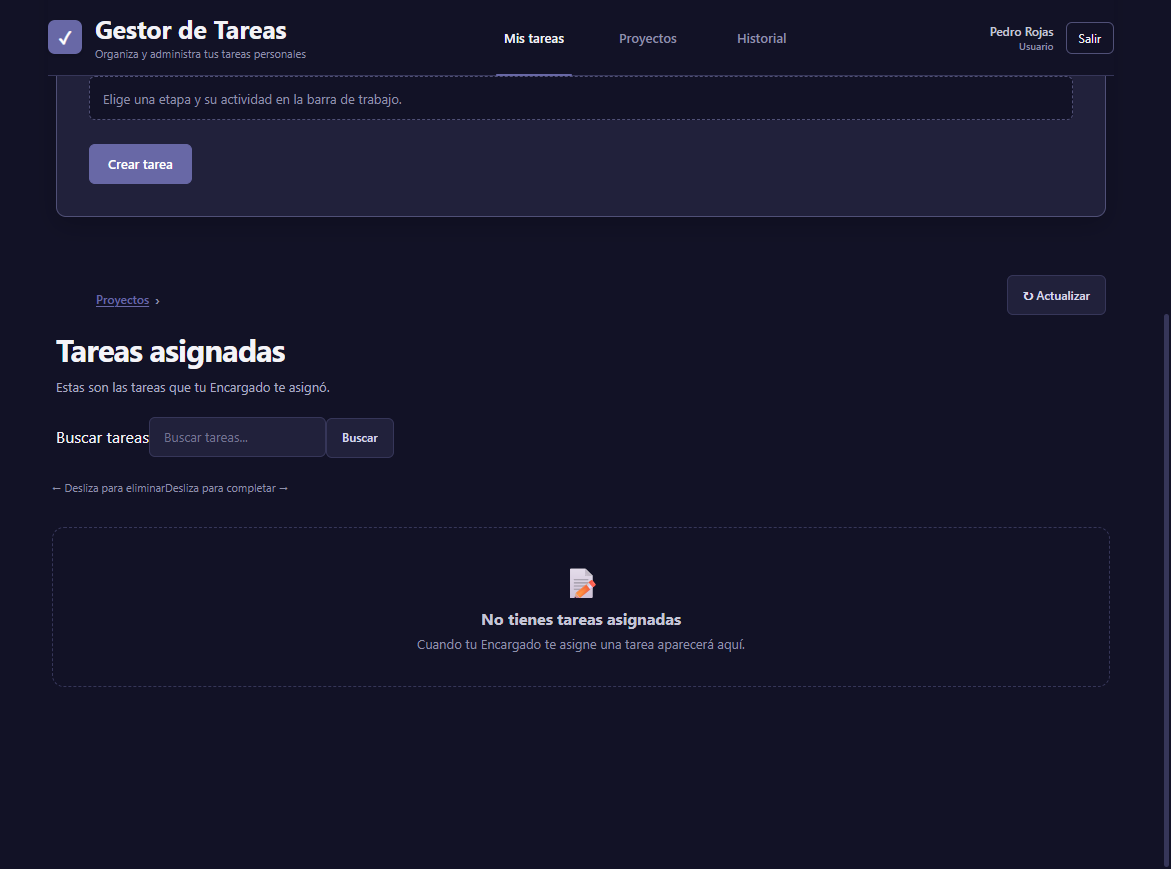 ✓ Gestor de Tareas
Organiza y administra tus tareas personales
Mis tareas
Proyectos
Historial
Pedro Rojas
Usuario
Salir
Elige una etapa y su actividad en la barra de trabajo.
Crear tarea
Proyectos ›
↻ Actualizar
Tareas asignadas
Estas son las tareas que tu Encargado te asignó.
Buscar tareas
Buscar tareas...
Buscar
← Desliza para eliminarDesliza para completar →
No tienes tareas asignadas
Cuando tu Encargado te asigne una tarea aparecerá aquí.